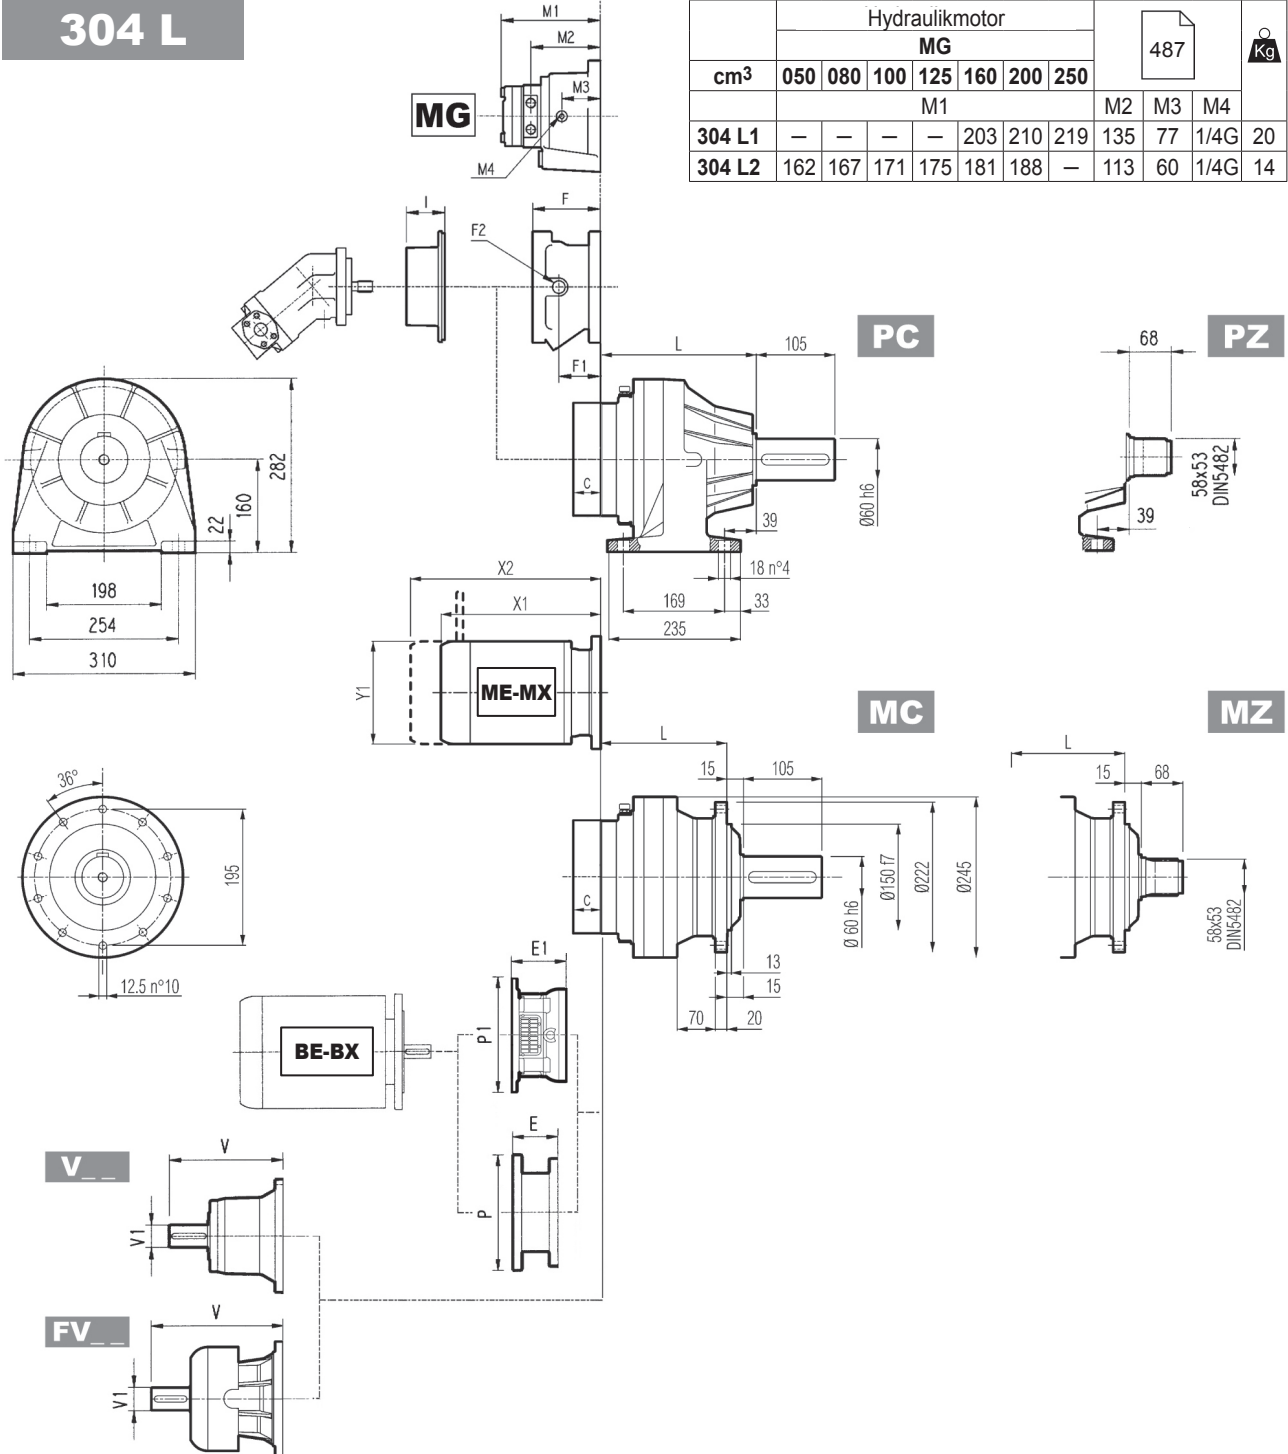 304 L
Hydraulikmotor
MG
487
Kg
cm³ 050 080 100 125 160 200 250
M1 M2 M3 M4
304 L1 – – – – 203 210 219 135 77 1/4G 20
304 L2 162 167 171 175 181 188 – 113 60 1/4G 14
M1
M2
M3
MG
M4
I
F
F2
F1
L
105
PC
68
PZ
C
39
Ø60 h6
18 n°4
169
33
235
58x53
DIN5482
39
282
160
22
198
254
310
X2
X1
Y1
ME-MX
MC
MZ
L
15
105
C
Ø 60 h6
Ø150 f7
Ø222
Ø245
13
15
70
20
L
15
68
58x53
DIN5482
36°
195
12.5 n°10
BE-BX
E1
P1
E
P
V_ _
V
V1
FV_ _
V
V1